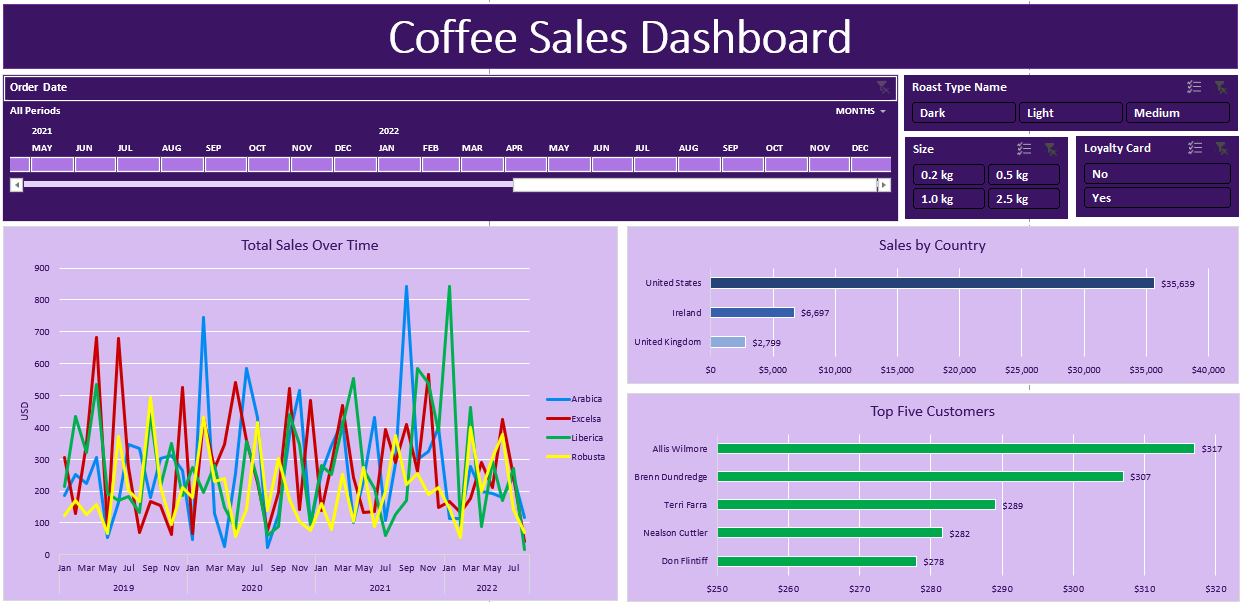 Coffee Sales Dashboard
Order Date
All Periods
MONTHS
2021 2022
MAY JUN JUL AUG SEP OCT NOV DEC JAN FEB MAR APR MAY JUN JUL AUG SEP OCT NOV DEC
Roast Type Name
Dark Light Medium
Size
0.2 kg 0.5 kg
1.0 kg 2.5 kg
Loyalty Card
No
Yes
Total Sales Over Time
USD
900
800
700
600
500
400
300
200
100
0
Jan Mar May Jul Sep Nov Jan Mar May Jul Sep Nov Jan Mar May Jul Sep Nov Jan Mar May Jul
2019 2020 2021 2022
Arabica
Excelsa
Liberica
Robusta
Sales by Country
United States $35,639
Ireland $6,697
United Kingdom $2,799
$0 $5,000 $10,000 $15,000 $20,000 $25,000 $30,000 $35,000 $40,000
Top Five Customers
Allis Wilmore $317
Brenn Dundredge $307
Terri Farra $289
Nealson Cuttler $282
Don Flintiff $278
$250 $260 $270 $280 $290 $300 $310 $320